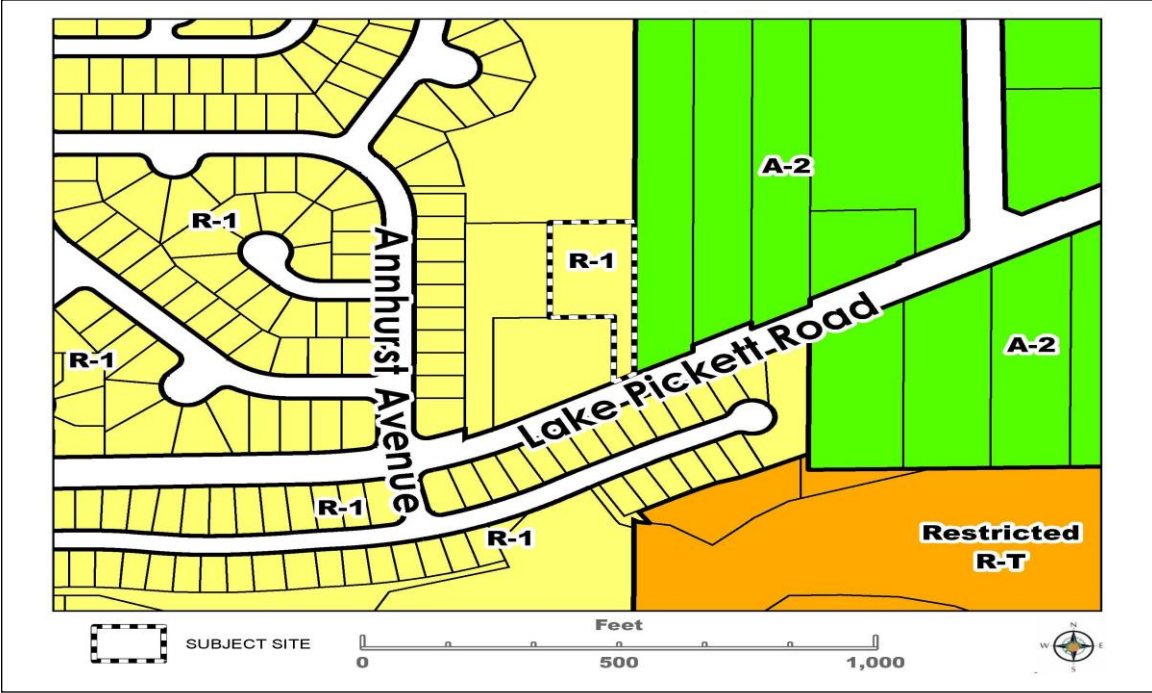 A-2
R-1
R-1
Annhurst Avenue
Lake Pickett Road
A-2
R-1
R-1
R-1
Restricted
R-T
SUBJECT SITE
Feet
0 500 1,000
N
W E
S